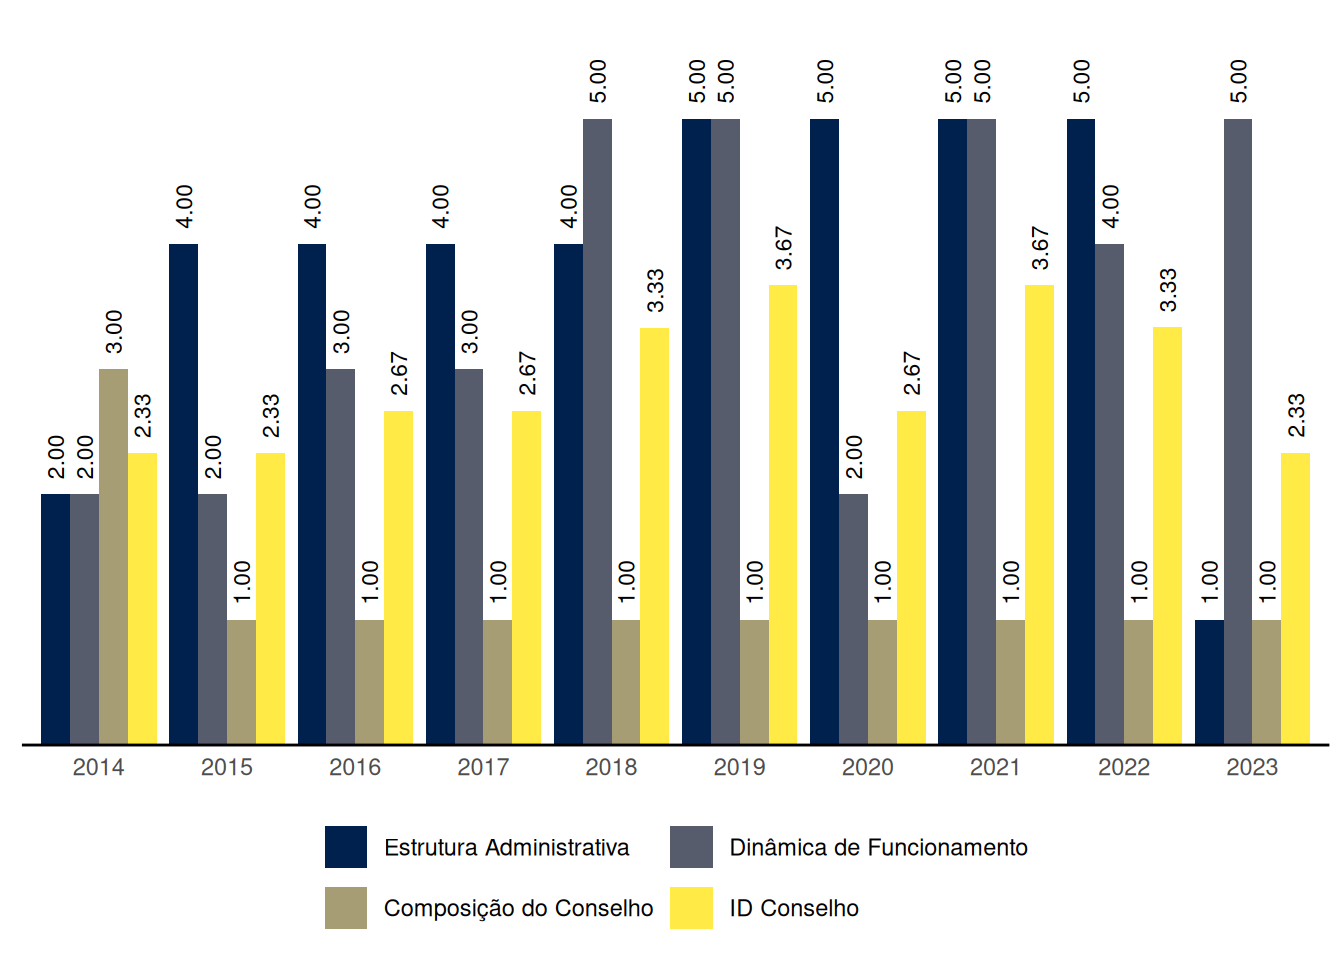 5.00 5.00 5.00 5.00 5.00 5.00 5.00 5.00
4.00 4.00 4.00 4.00 4.00
3.67 3.67
3.33 3.33
3.00 3.00 3.00
2.67 2.67 2.67
2.33 2.33 2.33
2.00 2.00 2.00 2.00
1.00 1.00 1.00 1.00 1.00 1.00 1.00 1.00 1.00 1.00
2014 2015 2016 2017 2018 2019 2020 2021 2022 2023
Estrutura Administrativa Dinâmica de Funcionamento
Composição do Conselho ID Conselho